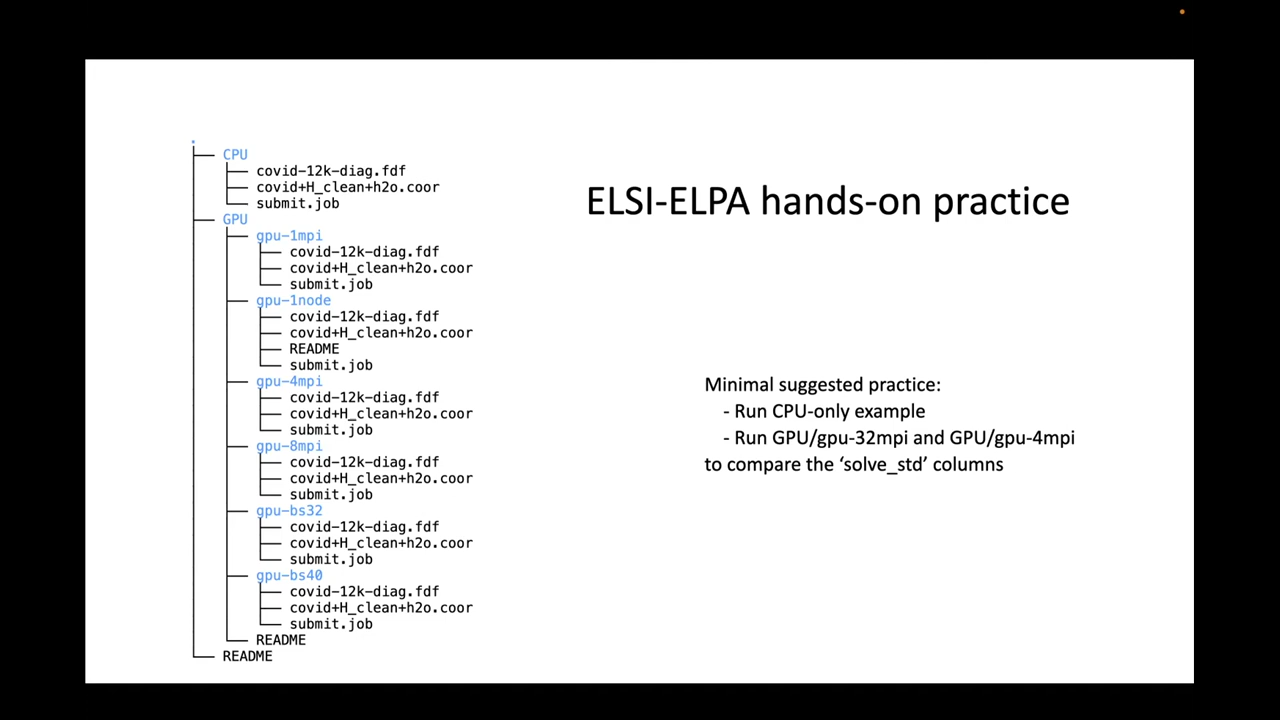 .
├── CPU
│   ├── covid-12k-diag.fdf
│   ├── covid+H_clean+h2o.coor
│   └── submit.job
├── GPU
│   ├── gpu-1mpi
│   │   ├── covid-12k-diag.fdf
│   │   ├── covid+H_clean+h2o.coor
│   │   └── submit.job
│   ├── gpu-1node
│   │   ├── covid-12k-diag.fdf
│   │   ├── covid+H_clean+h2o.coor
│   │   ├── README
│   │   └── submit.job
│   ├── gpu-4mpi
│   │   ├── covid-12k-diag.fdf
│   │   ├── covid+H_clean+h2o.coor
│   │   └── submit.job
│   ├── gpu-8mpi
│   │   ├── covid-12k-diag.fdf
│   │   ├── covid+H_clean+h2o.coor
│   │   └── submit.job
│   ├── gpu-bs32
│   │   ├── covid-12k-diag.fdf
│   │   ├── covid+H_clean+h2o.coor
│   │   └── submit.job
│   ├── gpu-bs40
│   │   ├── covid-12k-diag.fdf
│   │   ├── covid+H_clean+h2o.coor
│   │   └── submit.job
│   └── README
└── README
ELSI-ELPA hands-on practice
Minimal suggested practice:
- Run CPU-only example
- Run GPU/gpu-32mpi and GPU/gpu-4mpi
to compare the ‘solve_std’ columns